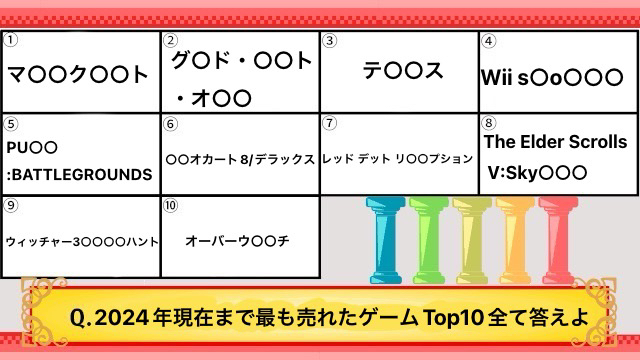 ①
マ〇〇ク〇〇ト
②
グ〇ド・〇〇ト
・オ〇〇
③
テ〇〇ス
④
Wii s〇o〇〇〇
⑤
PU〇〇
:BATTLEGROUNDS
⑥
〇〇オカート8/デラックス
⑦
レッド デット リ〇〇プション
⑧
The Elder Scrolls
V:Sky〇〇〇
⑨
ウィッチャー3〇〇〇〇ハント
⑩
オーバーウ〇〇チ
Q.2024年現在まで最も売れたゲームTop10全て答えよ